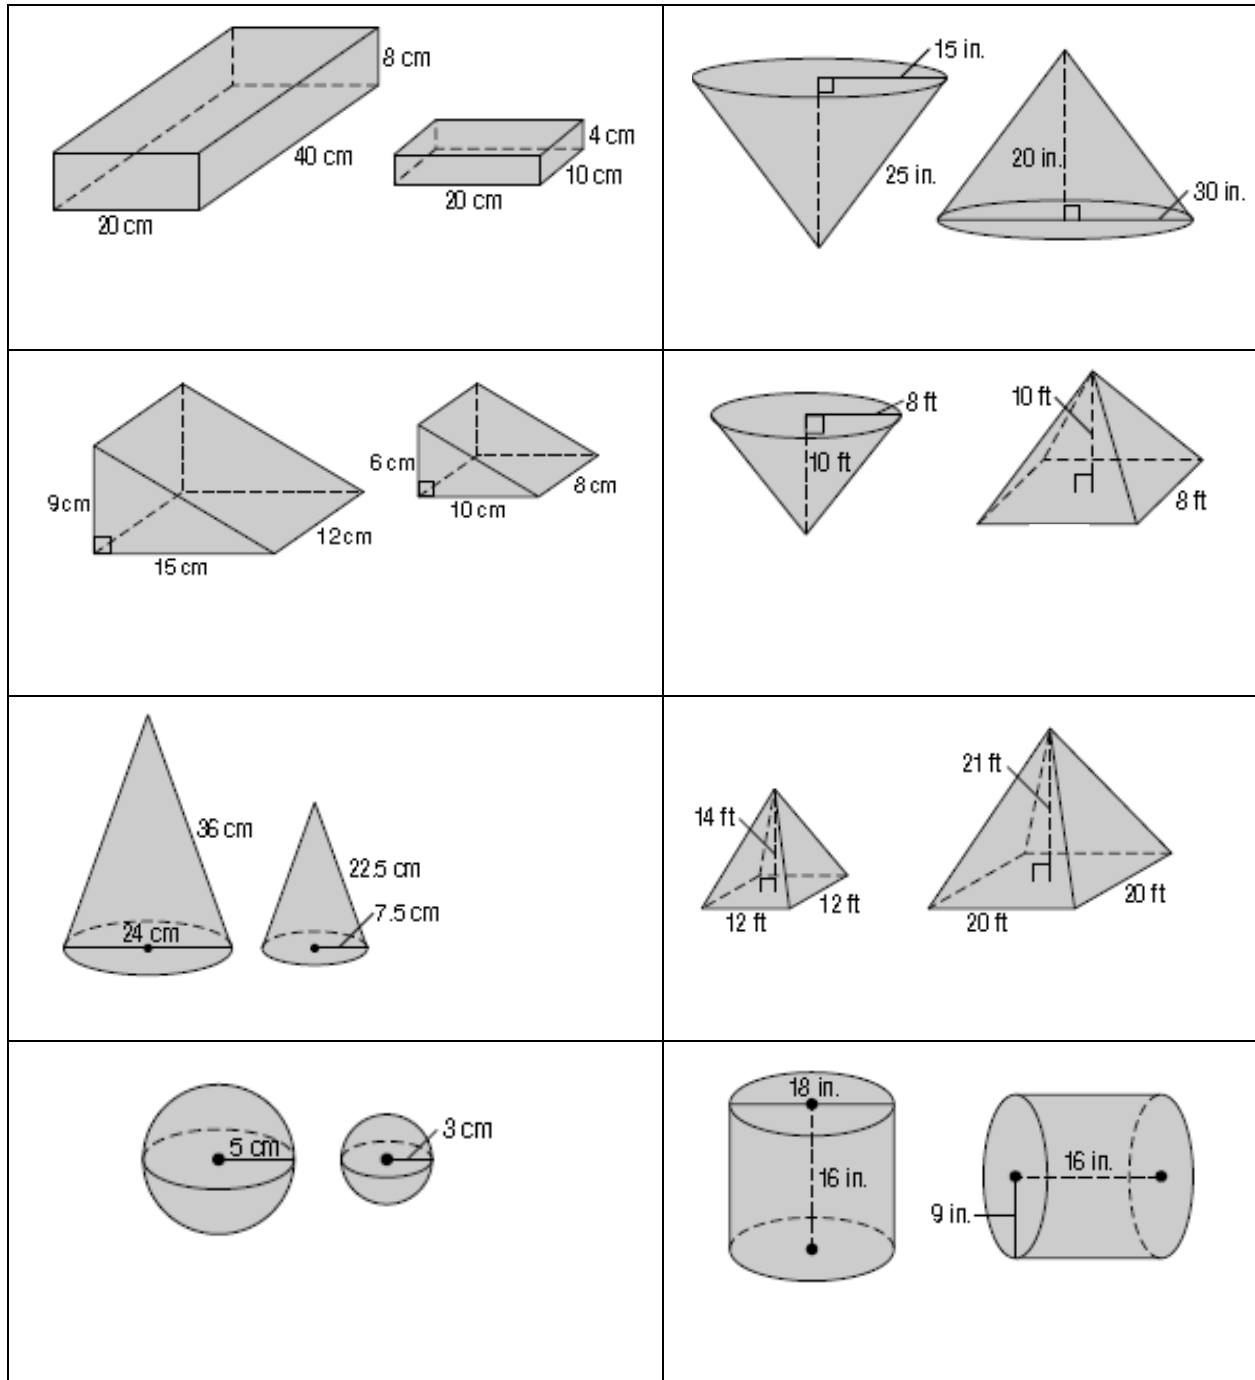 8 cm
40 cm
20 cm
4 cm
10 cm
20 cm
15 in.
25 in.
20 in.
30 in.
9 cm
12 cm
15 cm
6 cm
8 cm
10 cm
8 ft
10 ft
10 ft
8 ft
36 cm
24 cm
22.5 cm
7.5 cm
14 ft
12 ft
12 ft
21 ft
20 ft
20 ft
5 cm
3 cm
18 in.
16 in.
16 in.
9 in.